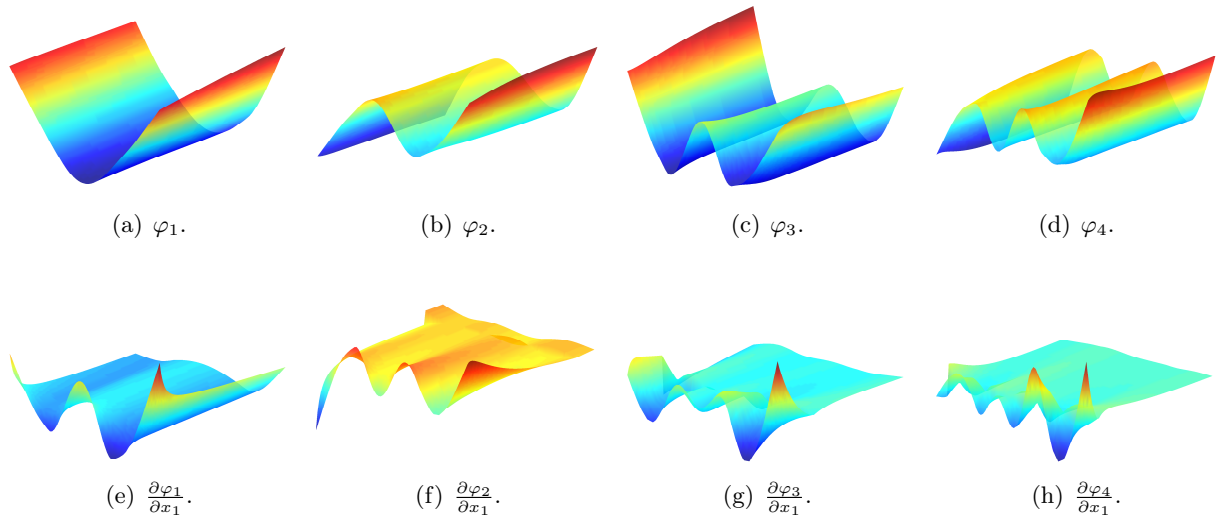 (a) φ₁. (b) φ₂. (c) φ₃. (d) φ₄.
(e) ∂φ₁/∂x₁. (f) ∂φ₂/∂x₁. (g) ∂φ₃/∂x₁. (h) ∂φ₄/∂x₁.